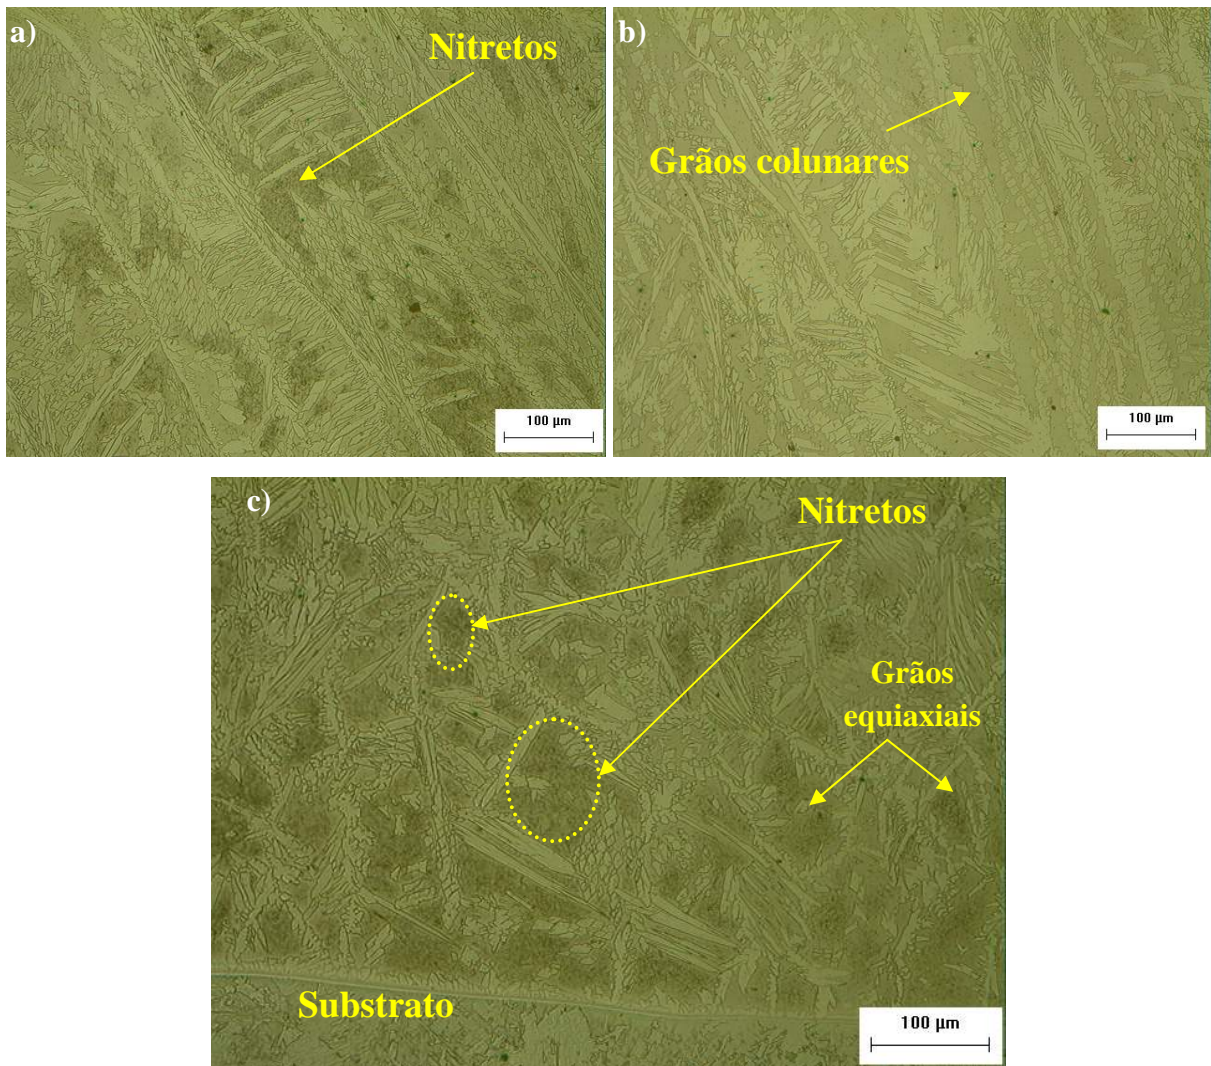 a)
Nitretos
100 µm
b)
Grãos colunares
100 µm
c)
Nitretos
Grãos
equiaxiais
Substrato
100 µm